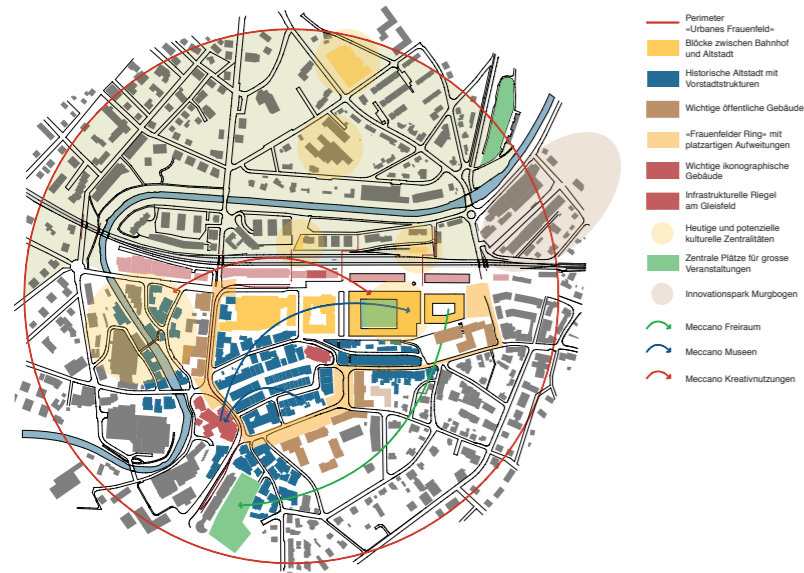 Perimeter
«Urbanes Frauenfeld»
Blöcke zwischen Bahnhof
und Altstadt
Historische Altstadt mit
Vorstadtstrukturen
Wichtige öffentliche Gebäude
«Frauenfelder Ring» mit
platzartigen Aufweitungen
Wichtige ikonographische
Gebäude
Infrastrukturelle Riegel
am Gleisfeld
Heutige und potenzielle
kulturelle Zentralitäten
Zentrale Plätze für grosse
Veranstaltungen
Innovationspark Murgbogen
Meccano Freiraum
Meccano Museen
Meccano Kreativnutzungen